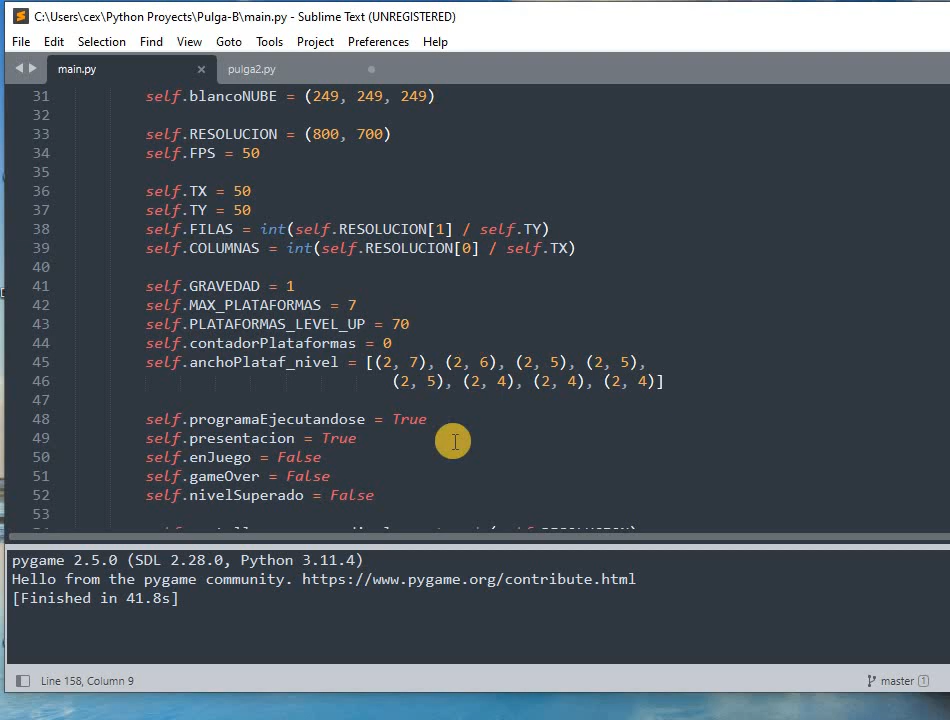 C:\Users\cex\Python Proyects\Pulga-B\main.py - Sublime Text (UNREGISTERED)
File Edit Selection Find View Goto Tools Project Preferences Help
main.py × pulga2.py
31 self.blancoNUBE = (249, 249, 249)
32
33 self.RESOLUCION = (800, 700)
34 self.FPS = 50
35
36 self.TX = 50
37 self.TY = 50
38 self.FILAS = int(self.RESOLUCION[1] / self.TY)
39 self.COLUMNAS = int(self.RESOLUCION[0] / self.TX)
40
41 self.GRAVEDAD = 1
42 self.MAX_PLATAFORMAS = 7
43 self.PLATAFORMAS_LEVEL_UP = 70
44 self.contadorPlataformas = 0
45 self.anchoPlataf_nivel = [(2, 7), (2, 6), (2, 5), (2, 5),
46 (2, 5), (2, 4), (2, 4), (2, 4)]
47
48 self.programaEjecutandose = True
49 self.presentacion = True
50 self.enJuego = False
51 self.gameOver = False
52 self.nivelSuperado = False
53
pygame 2.5.0 (SDL 2.28.0, Python 3.11.4)
Hello from the pygame community. https://www.pygame.org/contribute.html
[Finished in 41.8s]
Line 158, Column 9 master 1